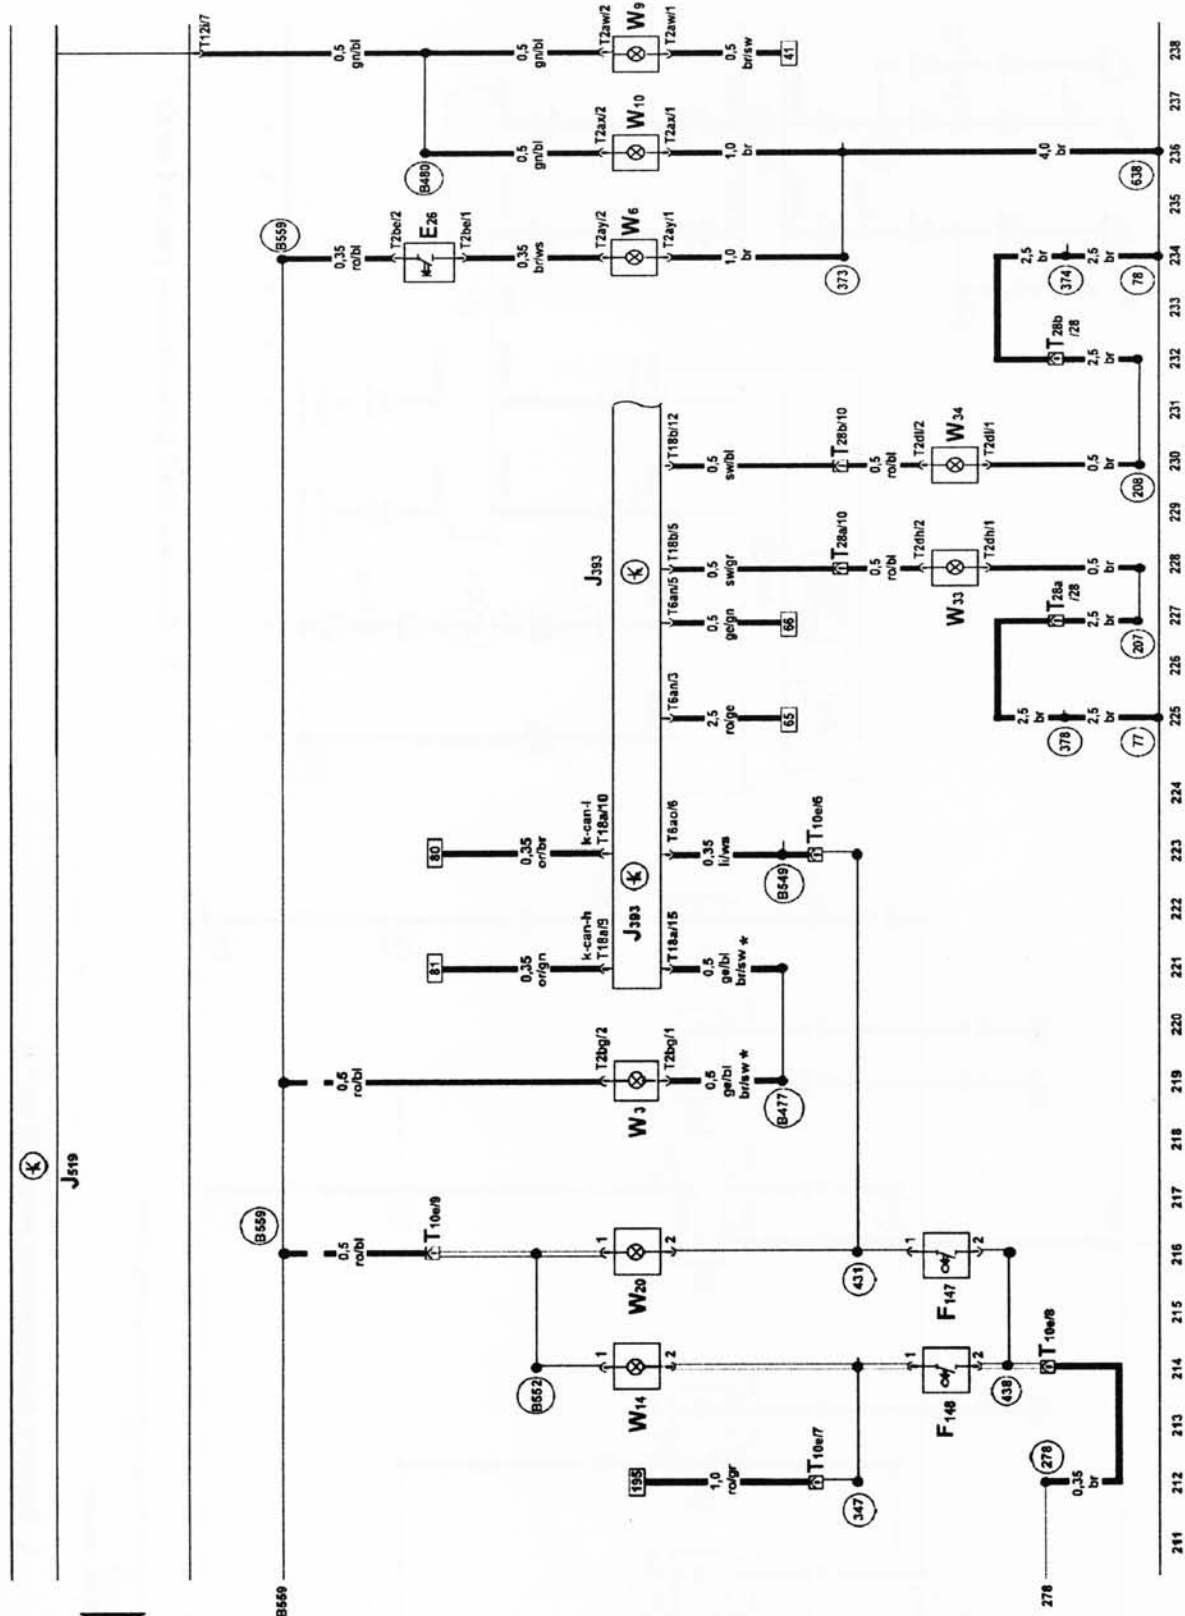 J519
T12i/7
0,5
gn/bl
0,5
gn/bl
T2aw/2
W9
T2aw/1
0,5
br/sw
41
B480
0,5
gn/bl
T2ax/2
W10
T2ax/1
1,0
br
4,0
br
638
B559
0,35
ro/bl
T2be/2
E26
T2be/1
0,35
br/ws
T2ay/2
W6
T2ay/1
1,0
br
373
2,5
br
374
2,5
br
78
T28b
/28
2,5
br
J393
T18b/12
0,5
sw/bl
T28b/10
0,5
ro/bl
T2di/2
W34
T2di/1
0,5
br
208
T18b/5
0,5
sw/gr
T28a/10
0,5
ro/bl
T2dh/2
W33
T2dh/1
0,5
br
T6an/5
0,5
ge/gn
66
T28a
/28
2,5
br
207
T6an/3
2,5
ro/ge
65
2,5
br
378
2,5
br
77
80
0,35
or/br
k-can-l
T18a/10
T6ao/6
0,35
li/ws
B549
T10e/6
J393
81
0,35
or/gn
k-can-h
T18a/9
T18a/15
0,5
ge/bl
br/sw *
0,5
ro/bl
T2bg/2
W3
T2bg/1
0,5
ge/bl
br/sw *
B477
B559
0,5
ro/bl
T10e/9
1
W20
2
431
1
F147
2
B552
1
W14
2
1
F148
2
438
T10e/8
195
1,0
ro/gr
T10e/7
347
278
0,35
br
B559
278
211 212 213 214 215 216 217 218 219 220 221 222 223 224 225 226 227 228 229 230 231 232 233 234 235 236 237 238